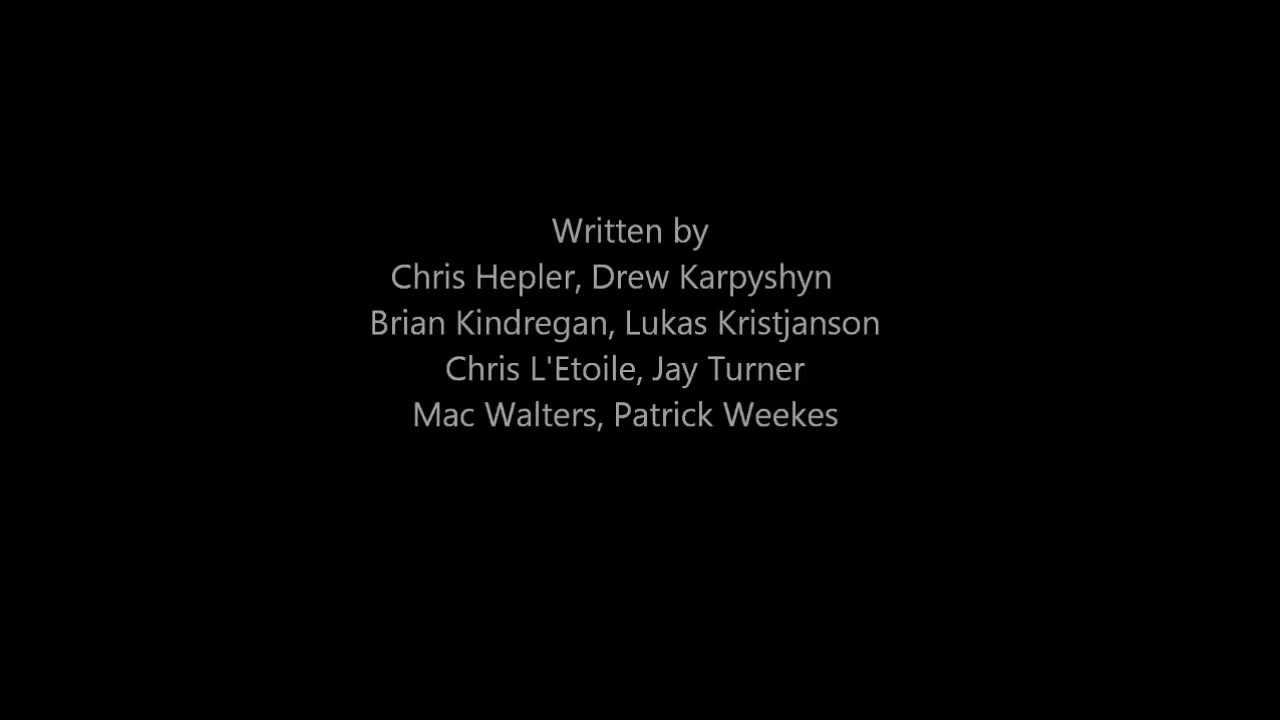 Written by
Chris Hepler, Drew Karpyshyn
Brian Kindregan, Lukas Kristjanson
Chris L'Etoile, Jay Turner
Mac Walters, Patrick Weekes